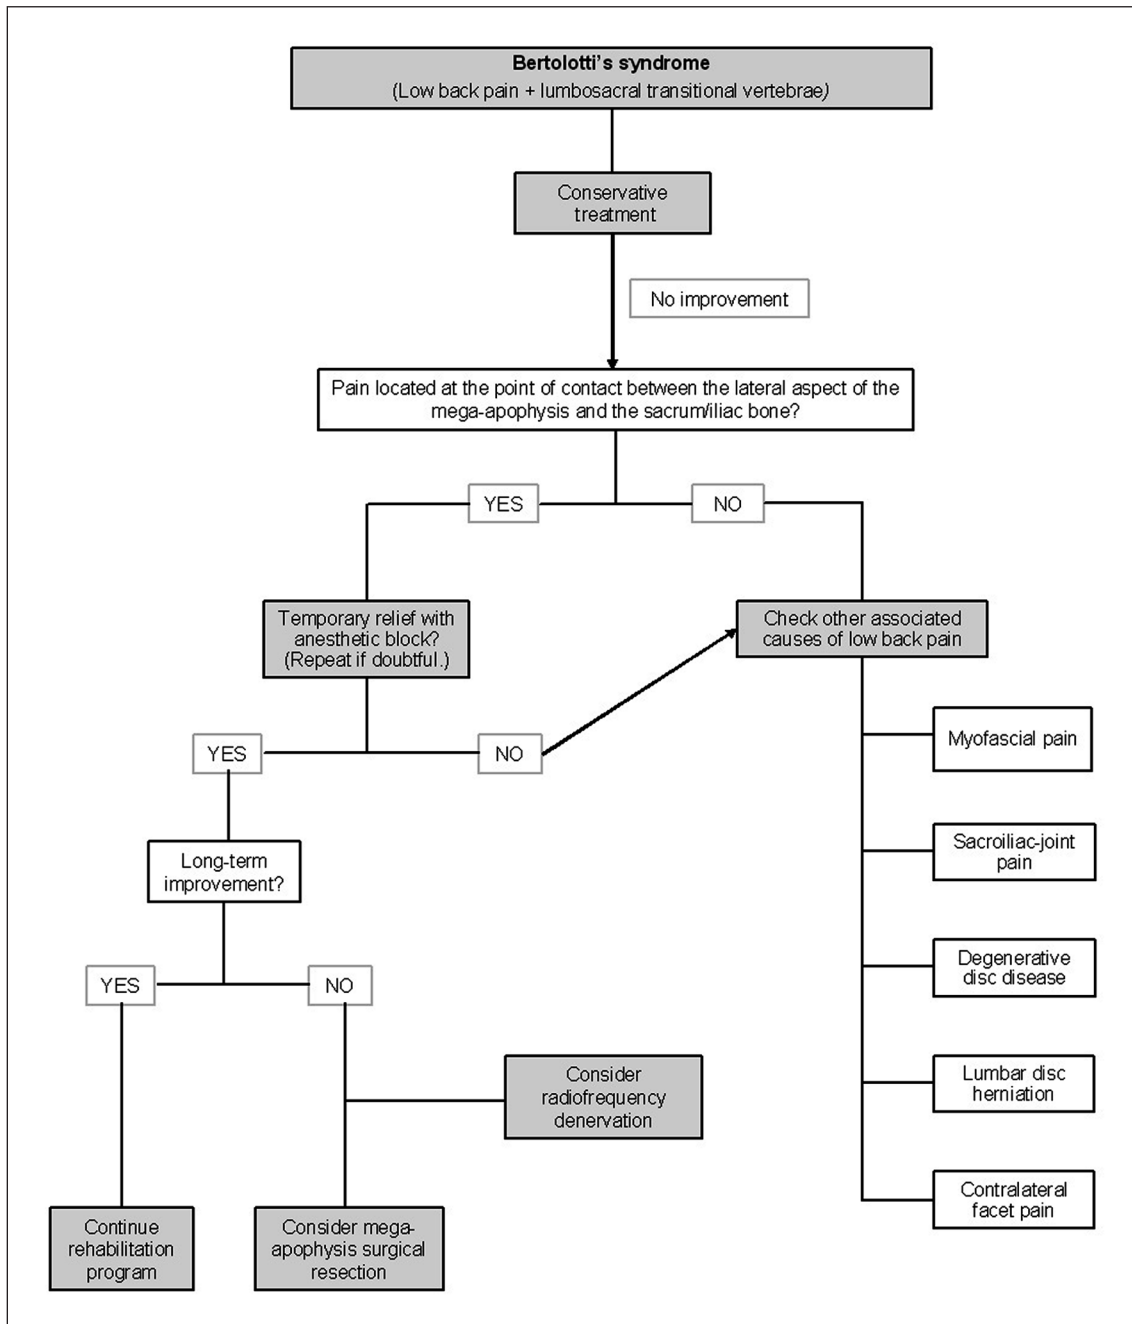 Bertolotti's syndrome
(Low back pain + lumbosacral transitional vertebrae)
Conservative
treatment
No improvement
Pain located at the point of contact between the lateral aspect of the
mega-apophysis and the sacrum/iliac bone?
YES
NO
Temporary relief with
anesthetic block?
(Repeat if doubtful.)
Check other associated
causes of low back pain
YES
NO
Myofascial pain
Long-term
improvement?
Sacroiliac-joint
pain
YES
NO
Degenerative
disc disease
Consider
radiofrequency
denervation
Lumbar disc
herniation
Continue
rehabilitation
program
Consider mega-
apophysis surgical
resection
Contralateral
facet pain